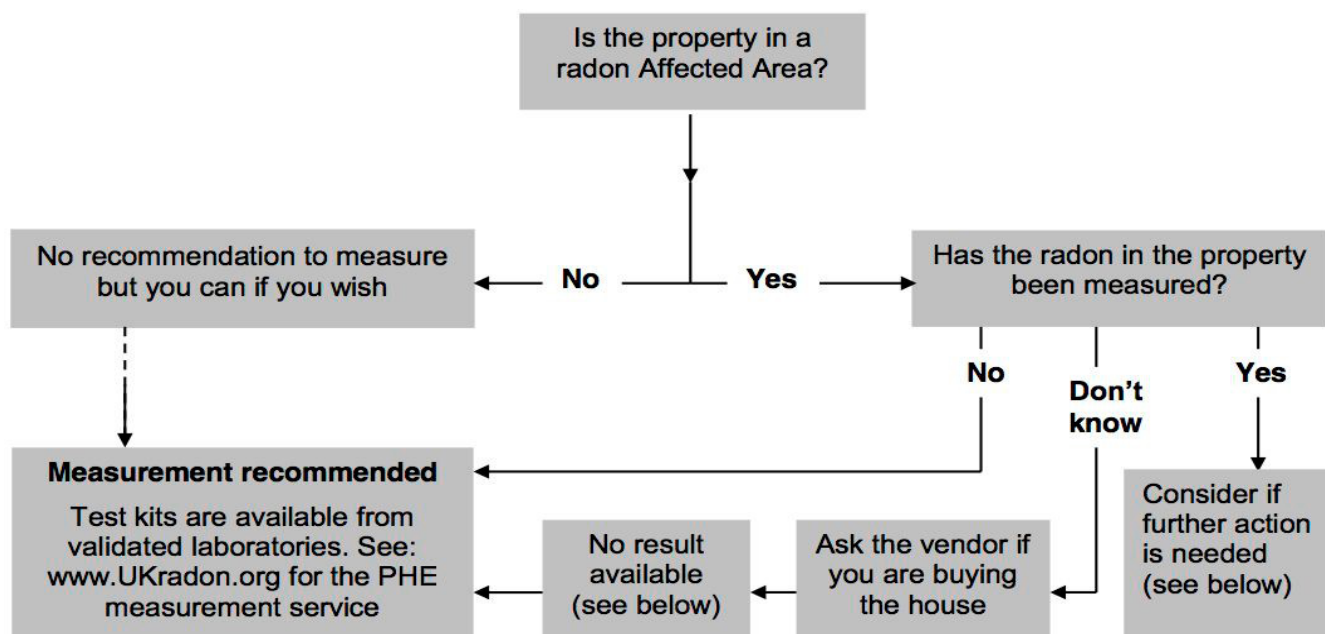 Is the property in a
radon Affected Area?
No recommendation to measure
but you can if you wish
No
Yes
Has the radon in the property
been measured?
No
Don’t
know
Yes
Measurement recommended
Test kits are available from
validated laboratories. See:
www.UKradon.org for the PHE
measurement service
No result
available
(see below)
Ask the vendor if
you are buying
the house
Consider if
further action
is needed
(see below)